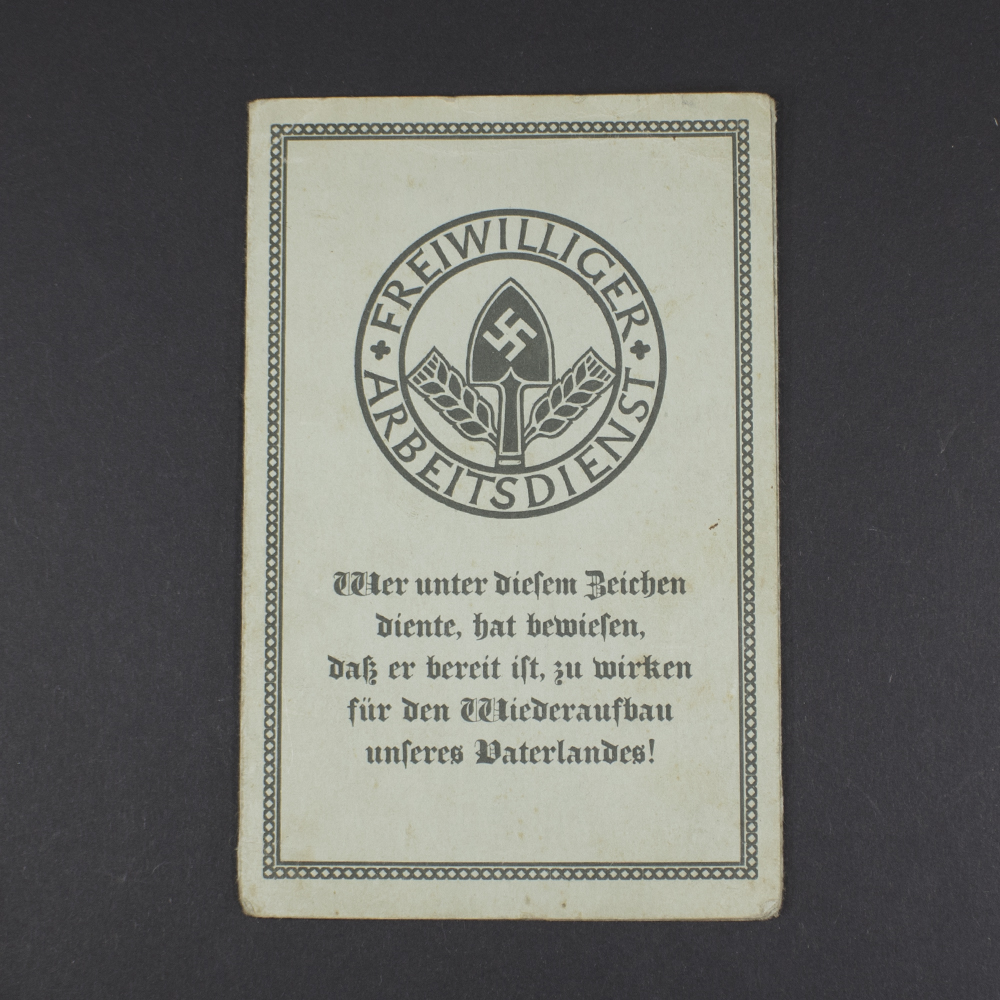 FREIWILLIGER
ARBEITSDIENST
Wer unter dieſem Zeichen
diente, hat bewieſen,
daß er bereit iſt, zu wirken
für den Wiederaufbau
unſeres Vaterlandes!